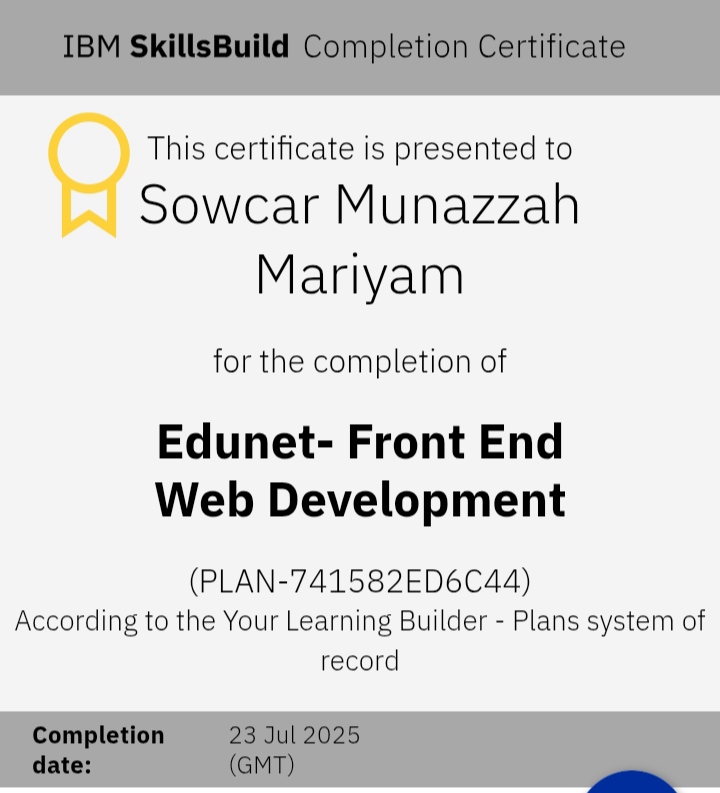 IBM SkillsBuild Completion Certificate
This certificate is presented to
Sowcar Munazzah
Mariyam
for the completion of
Edunet- Front End
Web Development
(PLAN-741582ED6C44)
According to the Your Learning Builder - Plans system of
record
Completion 23 Jul 2025
date: (GMT)